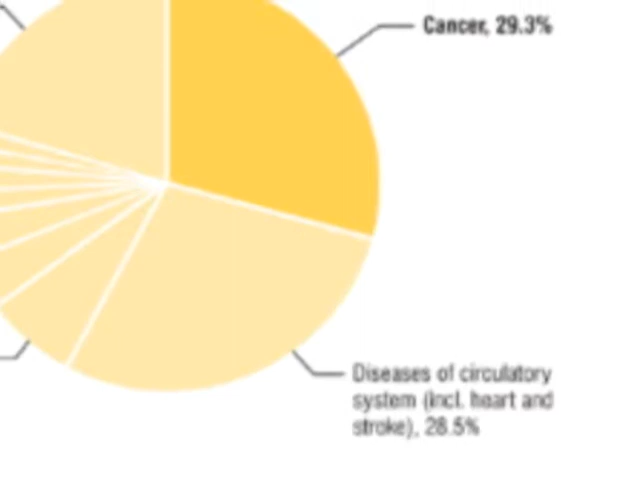 Cancer, 29.3%
Diseases of circulatory
system (incl. heart and
stroke), 28.5%